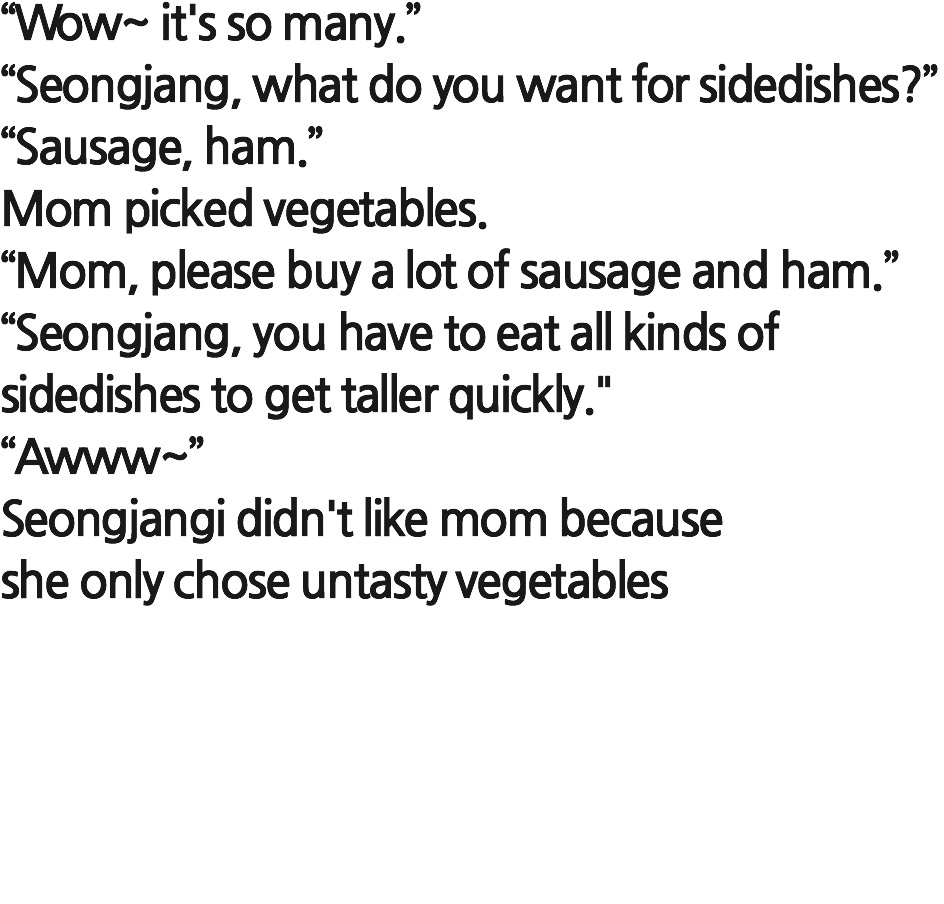 “Wow~ it's so many.”
“Seongjang, what do you want for sidedishes?”
“Sausage, ham.”
Mom picked vegetables.
“Mom, please buy a lot of sausage and ham.”
“Seongjang, you have to eat all kinds of
sidedishes to get taller quickly."
“Awww~”
Seongjangi didn't like mom because
she only chose untasty vegetables